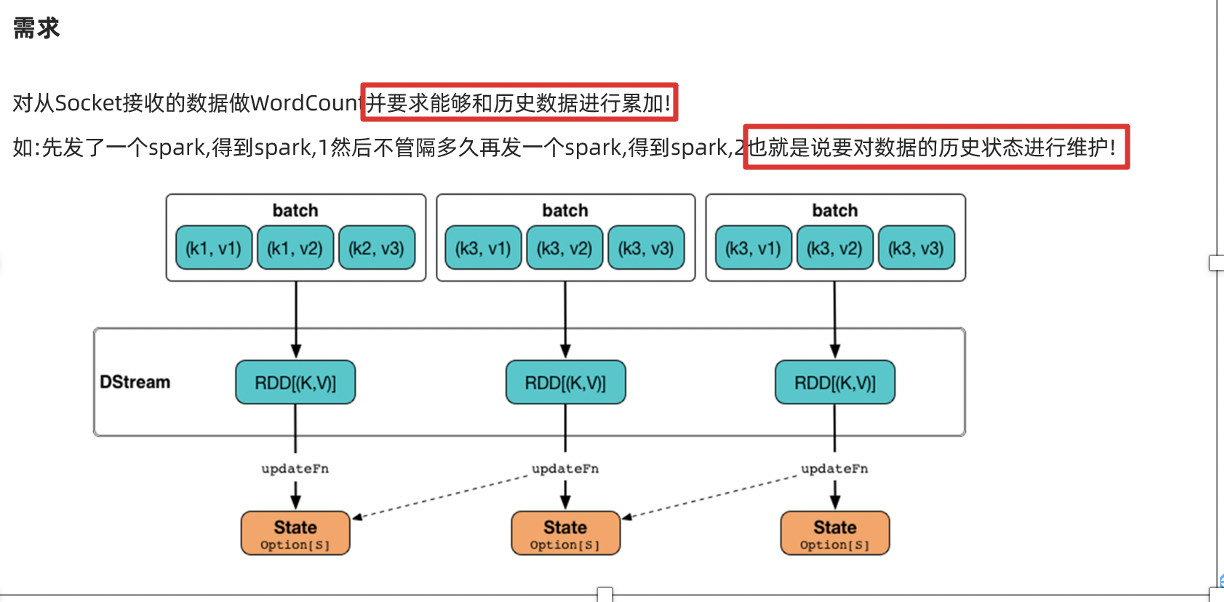 需求
对从Socket接收的数据做WordCount并要求能够和历史数据进行累加!
如:先发了一个spark,得到spark,1然后不管隔多久再发一个spark,得到spark,2也就是说要对数据的历史状态进行维护!
batch batch batch
(k1, v1) (k1, v2) (k2, v3) (k3, v1) (k3, v2) (k3, v3) (k3, v1) (k3, v2) (k3, v3)
DStream RDD[(K,V)] RDD[(K,V)] RDD[(K,V)]
updateFn updateFn updateFn
State State State
Option[S] Option[S] Option[S]